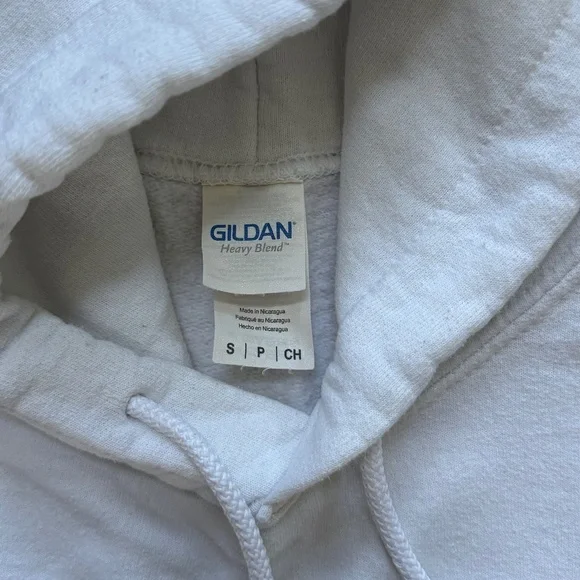 GILDAN®
Heavy Blend™
Made in Nicaragua
Fabriqué au Nicaragua
Hecho en Nicaragua
S | P | CH